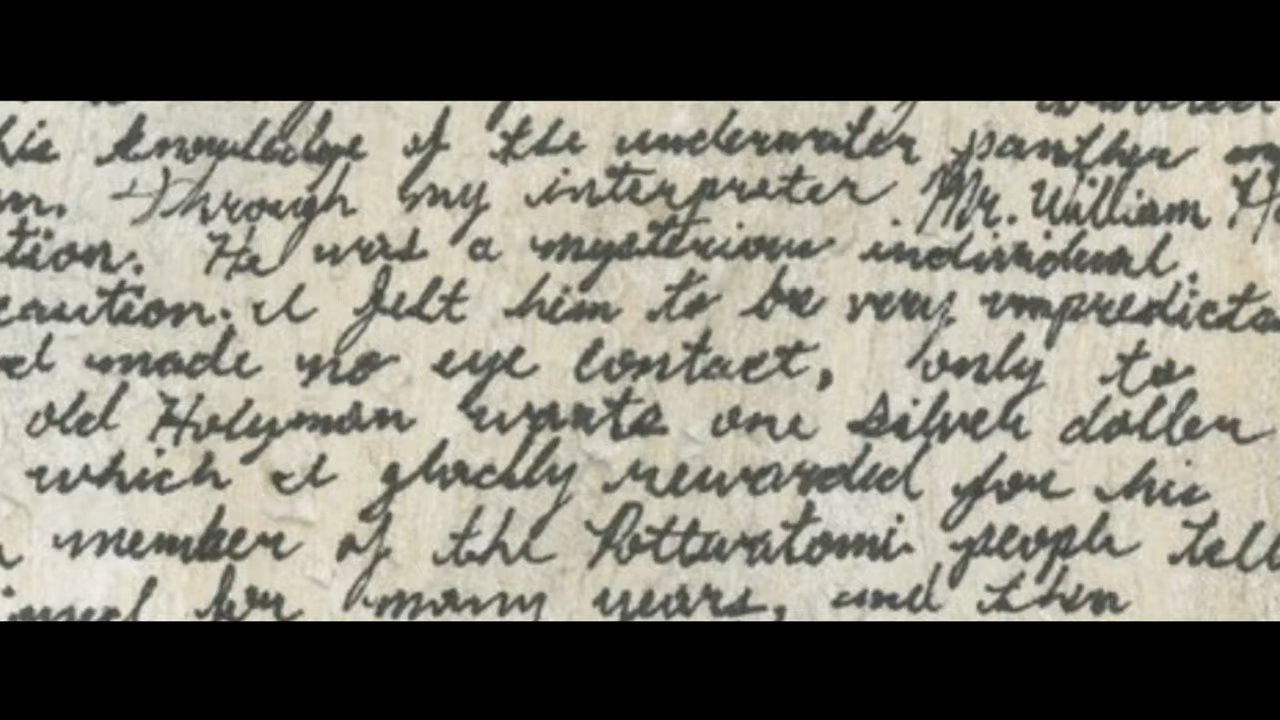 his knowledge of the underwater panther
Through my interpreter Mr. William
tion. He was a mysterious individual.
caution. I felt him to be very unpredicta
made no eye contact, only to
old Holyman wants one silver doller
which I gladly rewarded for his
member of the Pottwatomi people tell
for many years, and then